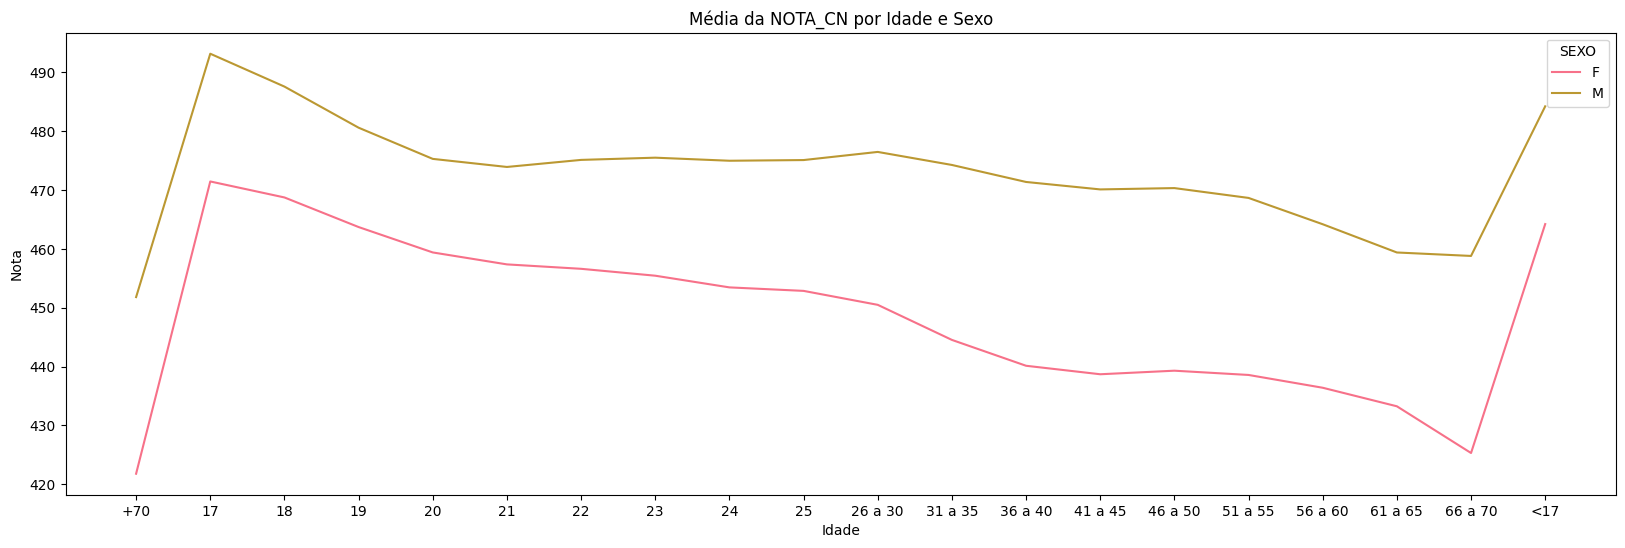 Média da NOTA_CN por Idade e Sexo
SEXO
F
M
Nota
490
480
470
460
450
440
430
420
+70 17 18 19 20 21 22 23 24 25 26 a 30 31 a 35 36 a 40 41 a 45 46 a 50 51 a 55 56 a 60 61 a 65 66 a 70 <17
Idade